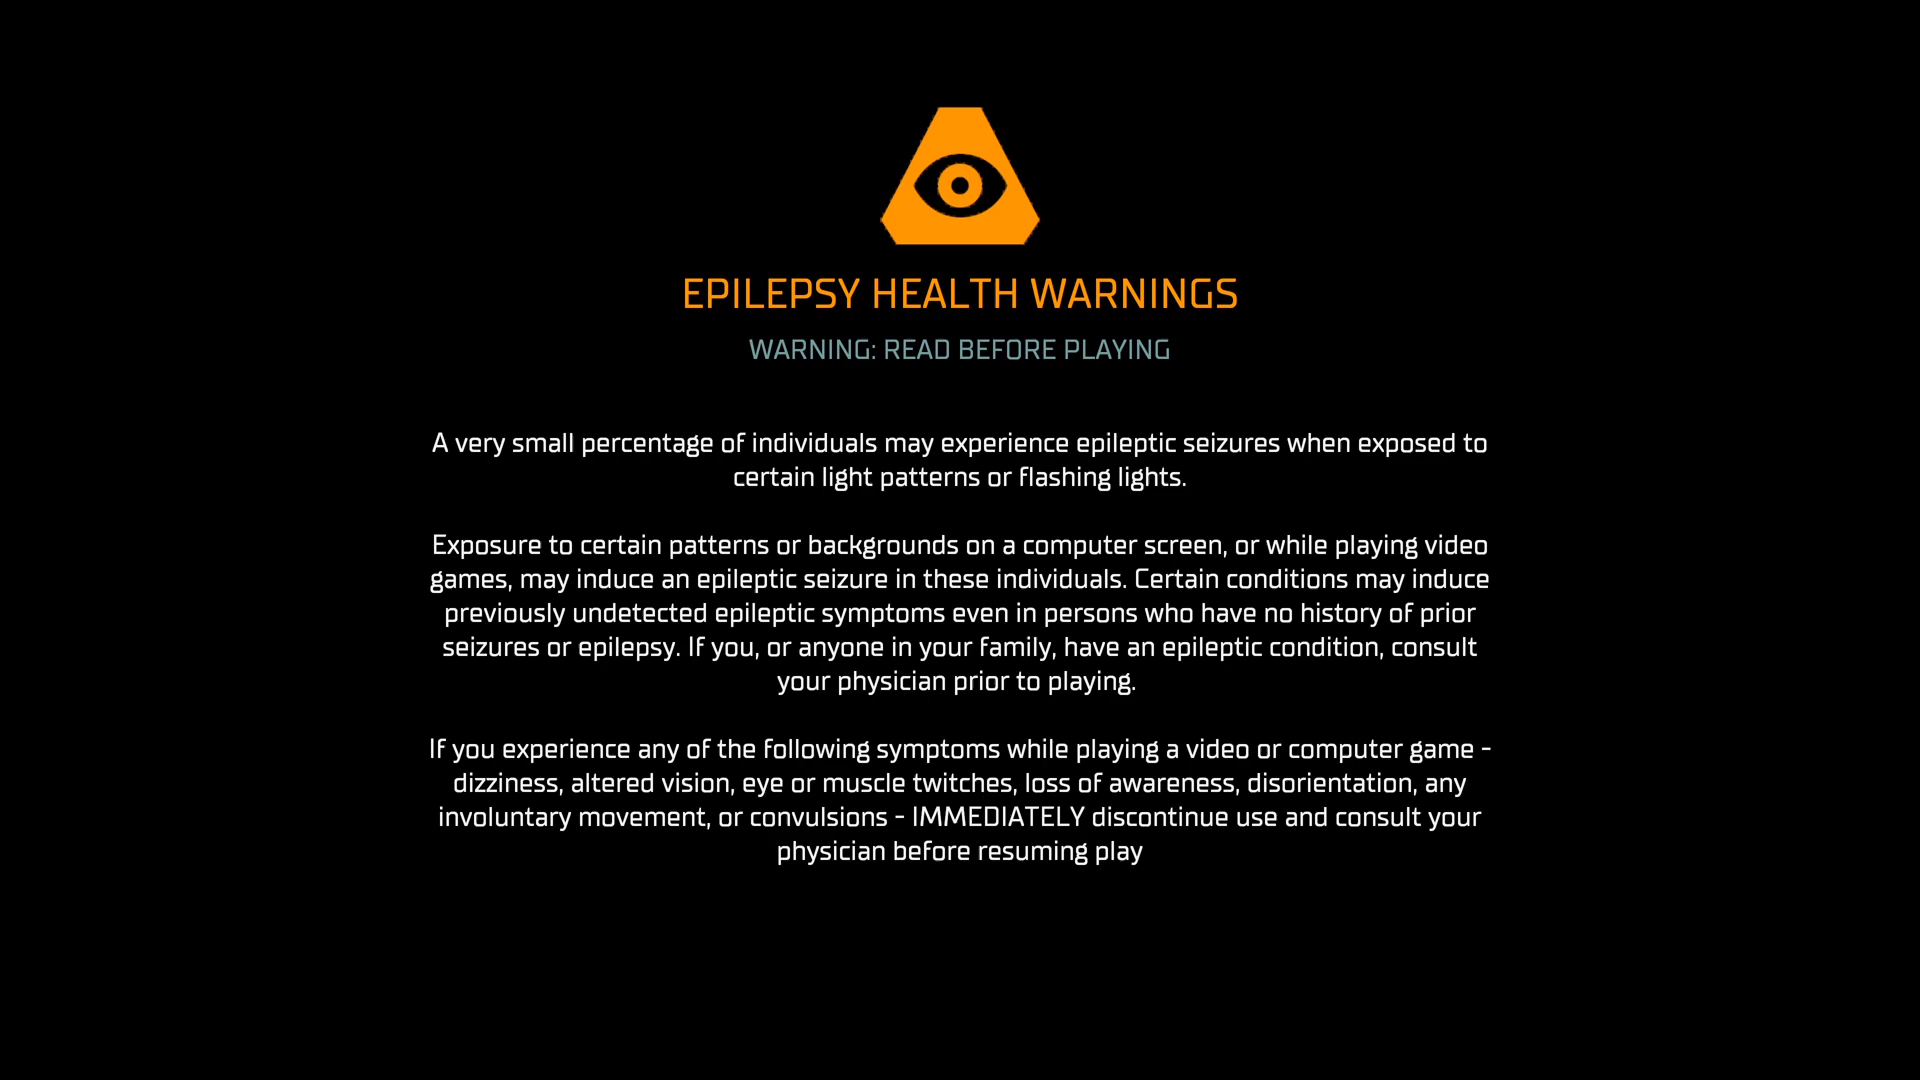 EPILEPSY HEALTH WARNINGS
WARNING: READ BEFORE PLAYING
A very small percentage of individuals may experience epileptic seizures when exposed to
certain light patterns or flashing lights.
Exposure to certain patterns or backgrounds on a computer screen, or while playing video
games, may induce an epileptic seizure in these individuals. Certain conditions may induce
previously undetected epileptic symptoms even in persons who have no history of prior
seizures or epilepsy. If you, or anyone in your family, have an epileptic condition, consult
your physician prior to playing.
If you experience any of the following symptoms while playing a video or computer game -
dizziness, altered vision, eye or muscle twitches, loss of awareness, disorientation, any
involuntary movement, or convulsions - IMMEDIATELY discontinue use and consult your
physician before resuming play